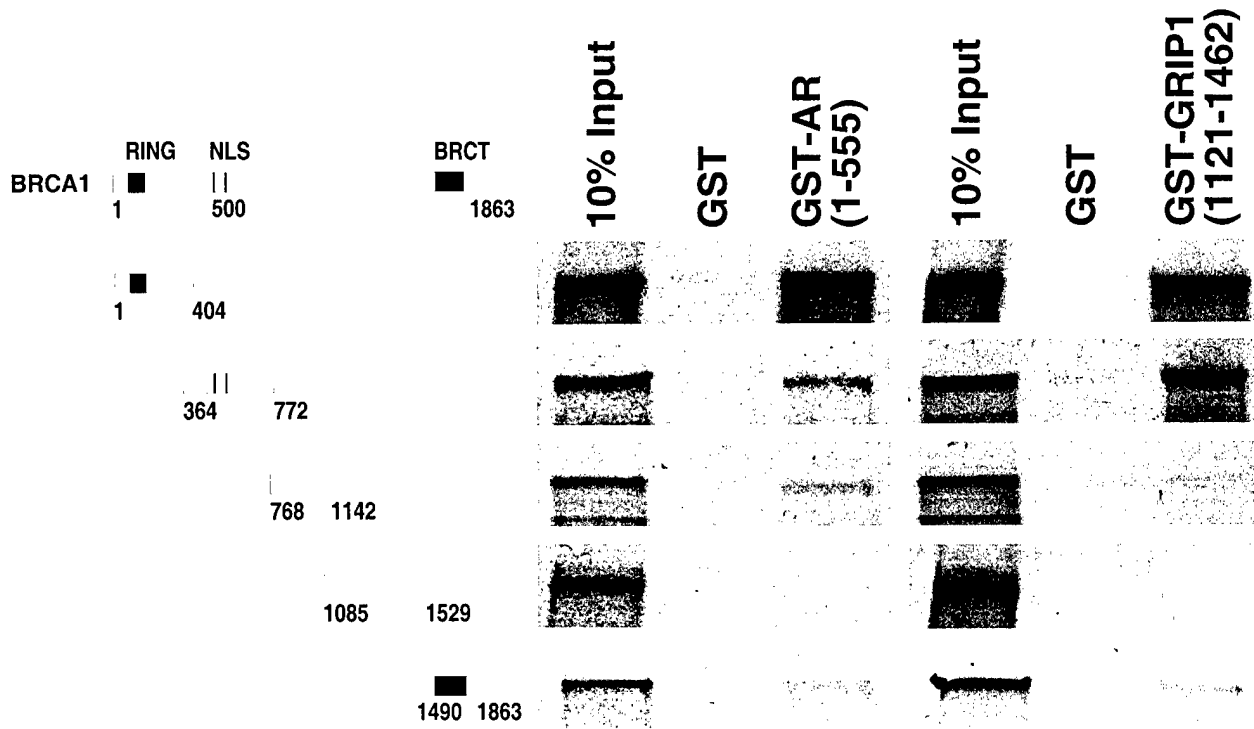 10% Input
GST
GST-AR
(1-555)
10% Input
GST
GST-GRIP1
(1121-1462)
RING NLS BRCT
BRCA1
1 500 1863
1 404
364 772
768 1142
1085 1529
1490 1863